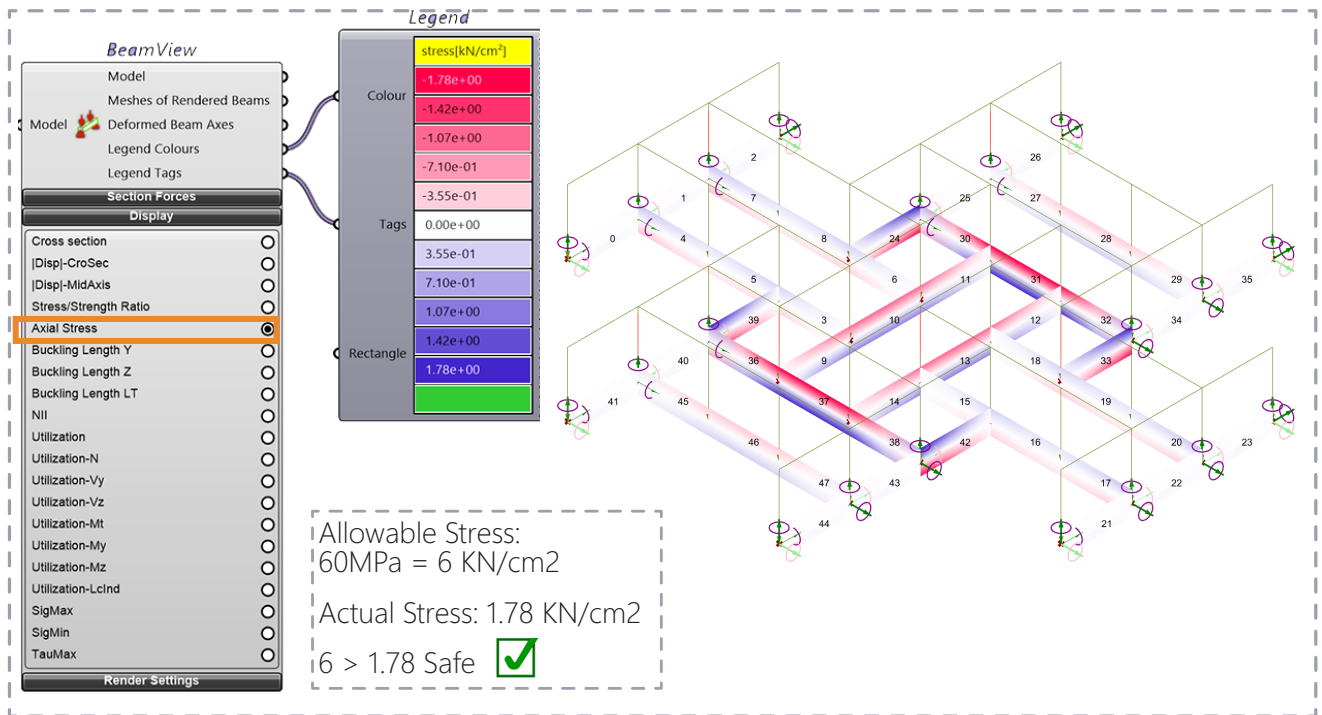 Legend
BeamView
Model
Model
Meshes of Rendered Beams
Deformed Beam Axes
Legend Colours
Legend Tags
Section Forces
Display
Cross section
|Disp|-CroSec
|Disp|-MidAxis
Stress/Strength Ratio
Axial Stress
Buckling Length Y
Buckling Length Z
Buckling Length LT
NII
Utilization
Utilization-N
Utilization-Vy
Utilization-Vz
Utilization-Mt
Utilization-My
Utilization-Mz
Utilization-LcInd
SigMax
SigMin
TauMax
Render Settings
Colour
Tags
Rectangle
stress[kN/cm²]
-1.78e+00
-1.42e+00
-1.07e+00
-7.10e-01
-3.55e-01
0.00e+00
3.55e-01
7.10e-01
1.07e+00
1.42e+00
1.78e+00
2
26
1
7
25
27
0
4
8
24
30
28
5
6
11
31
29
35
39
3
10
12
32
34
40
36
9
13
18
33
41
45
37
14
15
19
46
38
42
16
20
23
47
43
17
22
44
21
Allowable Stress:
60MPa = 6 KN/cm2
Actual Stress: 1.78 KN/cm2
6 > 1.78 Safe